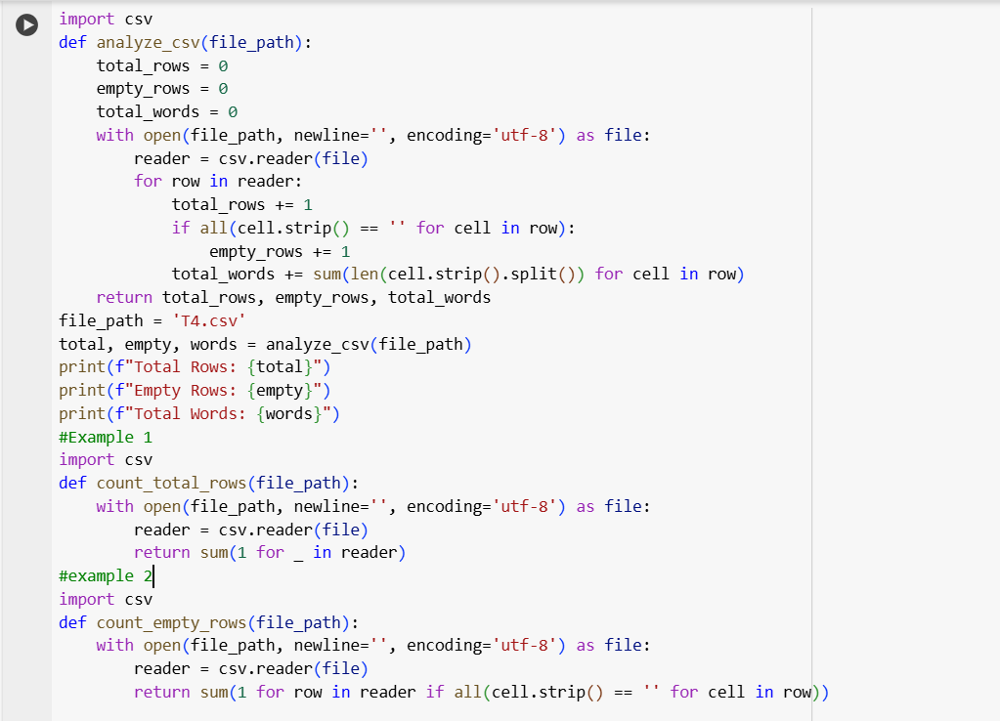 import csv
def analyze_csv(file_path):
    total_rows = 0
    empty_rows = 0
    total_words = 0
    with open(file_path, newline='', encoding='utf-8') as file:
        reader = csv.reader(file)
        for row in reader:
            total_rows += 1
            if all(cell.strip() == '' for cell in row):
                empty_rows += 1
            total_words += sum(len(cell.strip().split()) for cell in row)
    return total_rows, empty_rows, total_words
file_path = 'T4.csv'
total, empty, words = analyze_csv(file_path)
print(f"Total Rows: {total}")
print(f"Empty Rows: {empty}")
print(f"Total Words: {words}")
#Example 1
import csv
def count_total_rows(file_path):
    with open(file_path, newline='', encoding='utf-8') as file:
        reader = csv.reader(file)
        return sum(1 for _ in reader)
#example 2
import csv
def count_empty_rows(file_path):
    with open(file_path, newline='', encoding='utf-8') as file:
        reader = csv.reader(file)
        return sum(1 for row in reader if all(cell.strip() == '' for cell in row))